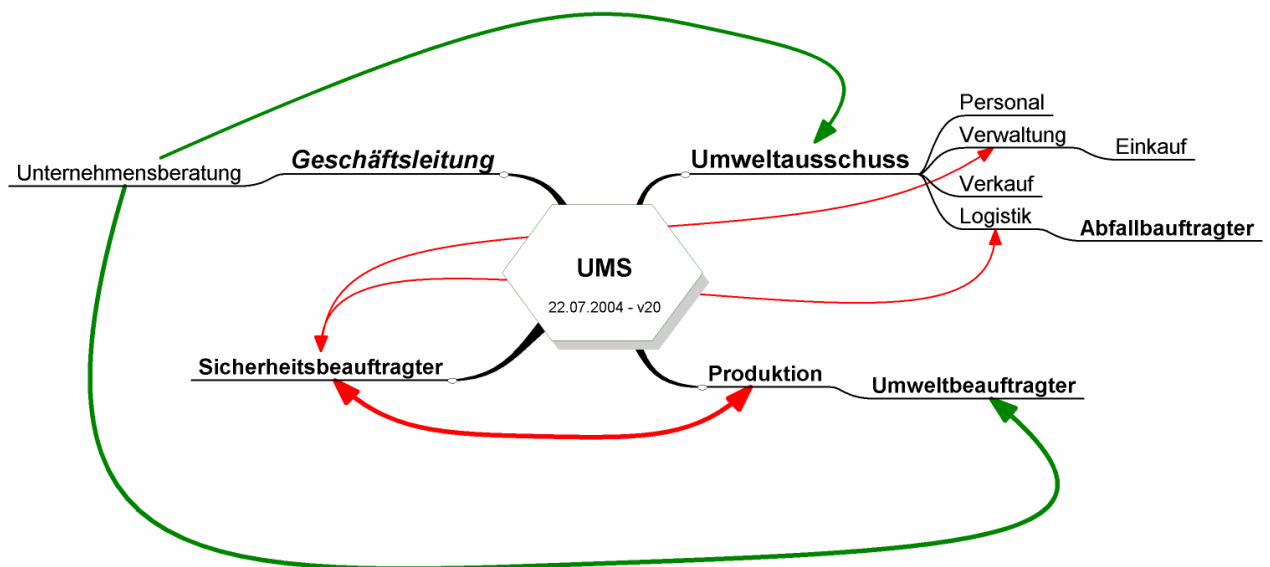 Personal
Verwaltung
Einkauf
Unternehmensberatung
Geschäftsleitung
Umweltausschuss
Verkauf
Logistik
Abfallbauftragter
UMS
22.07.2004 - v20
Sicherheitsbeauftragter
Produktion
Umweltbeauftragter